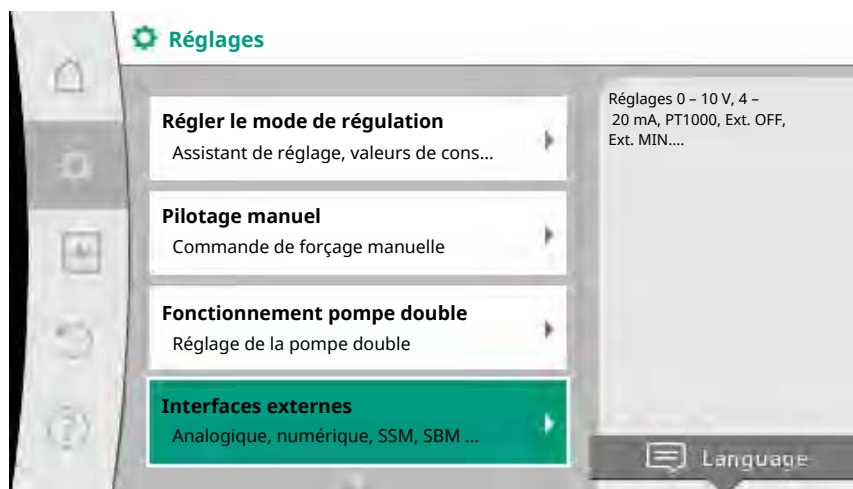 Réglages
Régler le mode de régulation
Assistant de réglage, valeurs de cons...
Pilotage manuel
Commande de forçage manuelle
Fonctionnement pompe double
Réglage de la pompe double
Interfaces externes
Analogique, numérique, SSM, SBM ...
Réglages 0 – 10 V, 4 –
20 mA, PT1000, Ext. OFF,
Ext. MIN....
Language